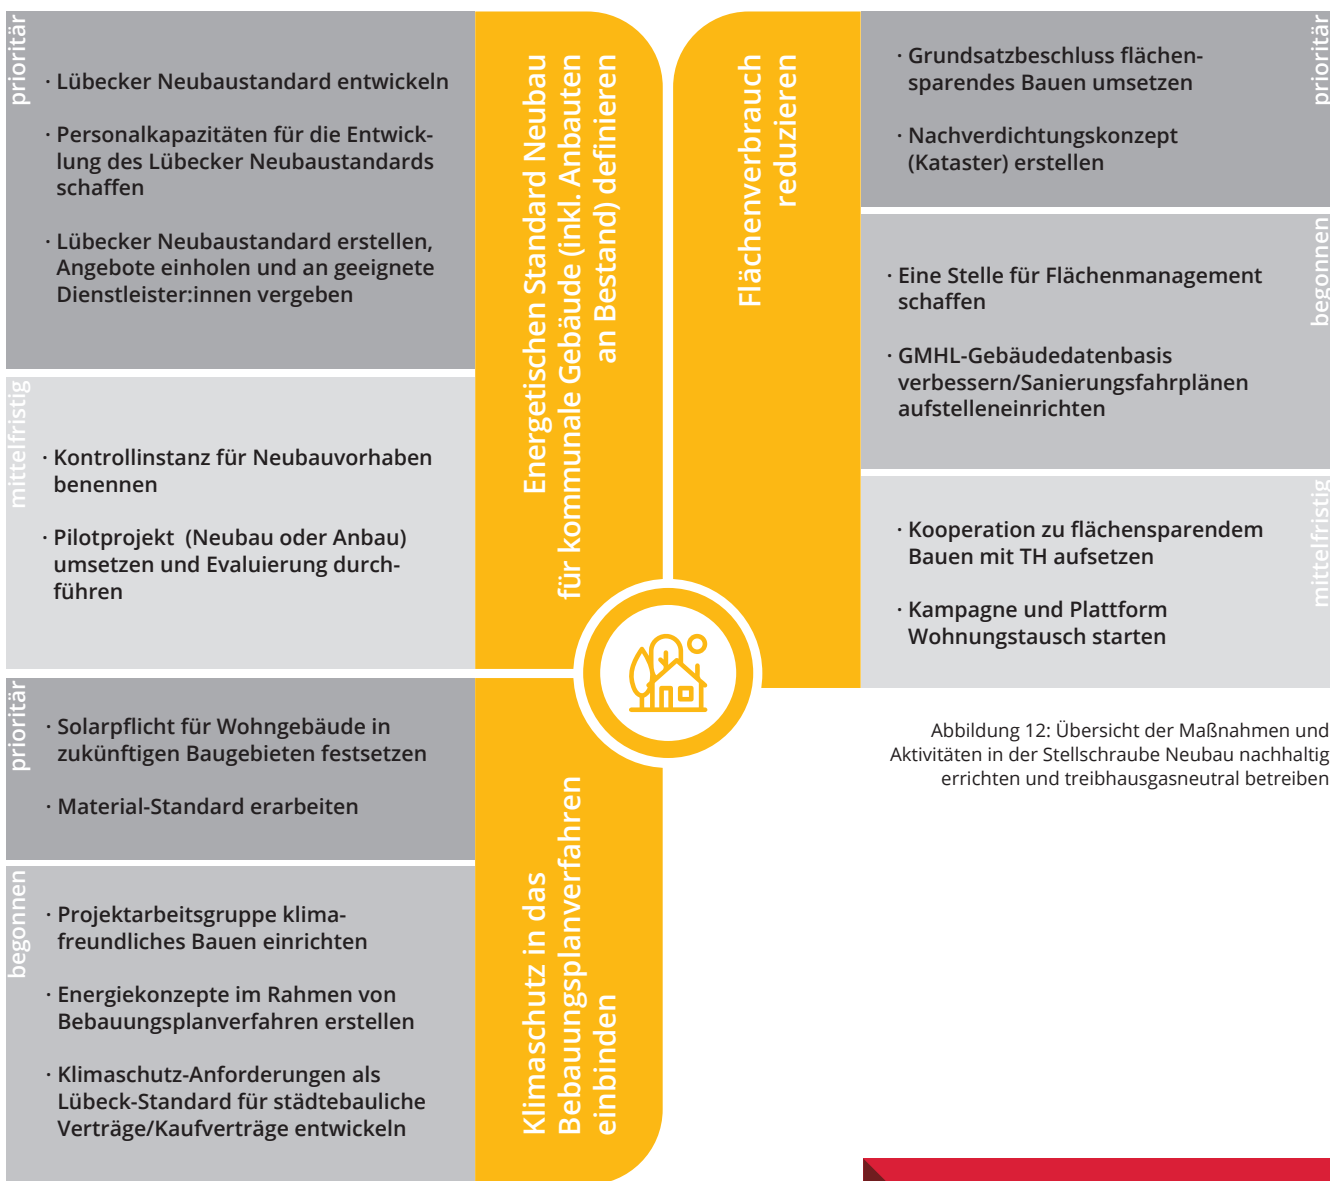 prioritär
· Lübecker Neubaustandard entwickeln
· Personalkapazitäten für die Entwick-
lung des Lübecker Neubaustandards
schaffen
· Lübecker Neubaustandard erstellen,
Angebote einholen und an geeignete
Dienstleister:innen vergeben
mittelfristig
· Kontrollinstanz für Neubauvorhaben
benennen
· Pilotprojekt (Neubau oder Anbau)
umsetzen und Evaluierung durch-
führen
Energetischen Standard Neubau
für kommunale Gebäude (inkl. Anbauten
an Bestand) definieren
prioritär
· Solarpflicht für Wohngebäude in
zukünftigen Baugebieten festsetzen
· Material-Standard erarbeiten
begonnen
· Projektarbeitsgruppe klima-
freundliches Bauen einrichten
· Energiekonzepte im Rahmen von
Bebauungsplanverfahren erstellen
· Klimaschutz-Anforderungen als
Lübeck-Standard für städtebauliche
Verträge/Kaufverträge entwickeln
Klimaschutz in das
Bebauungsplanverfahren
einbinden
Flächenverbrauch
reduzieren
prioritär
· Grundsatzbeschluss flächen-
sparendes Bauen umsetzen
· Nachverdichtungskonzept
(Kataster) erstellen
begonnen
· Eine Stelle für Flächenmanagement
schaffen
· GMHL-Gebäudedatenbasis
verbessern/Sanierungsfahrplänen
aufstelleneinrichten
mittelfristig
· Kooperation zu flächensparendem
Bauen mit TH aufsetzen
· Kampagne und Plattform
Wohnungstausch starten
Abbildung 12: Übersicht der Maßnahmen und
Aktivitäten in der Stellschraube Neubau nachhaltig
errichten und treibhausgasneutral betreiben